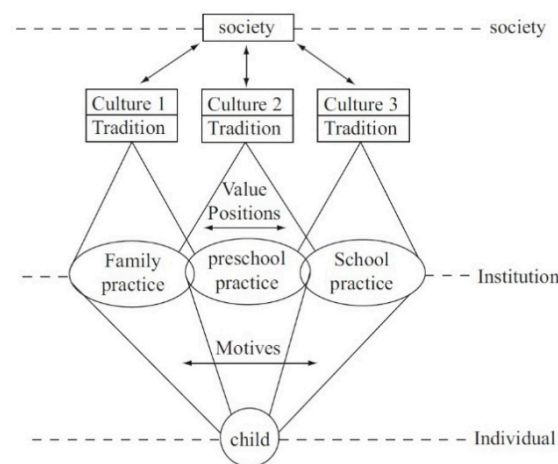 society
society
Culture 1
Culture 2
Culture 3
Tradition
Tradition
Tradition
Value
Positions
Family
practice
preschool
practice
School
practice
Institution
Motives
child
Individual